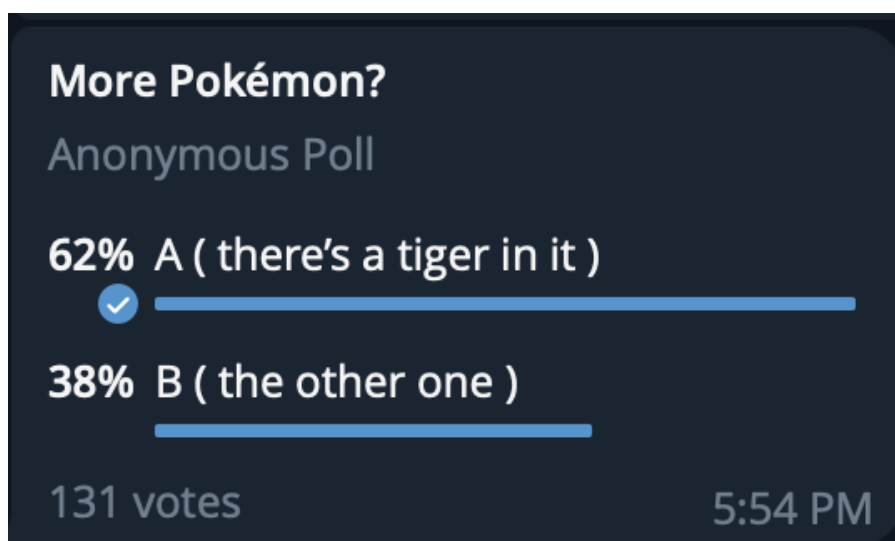 More Pokémon?
Anonymous Poll
62% A ( there’s a tiger in it )
38% B ( the other one )
131 votes
5:54 PM